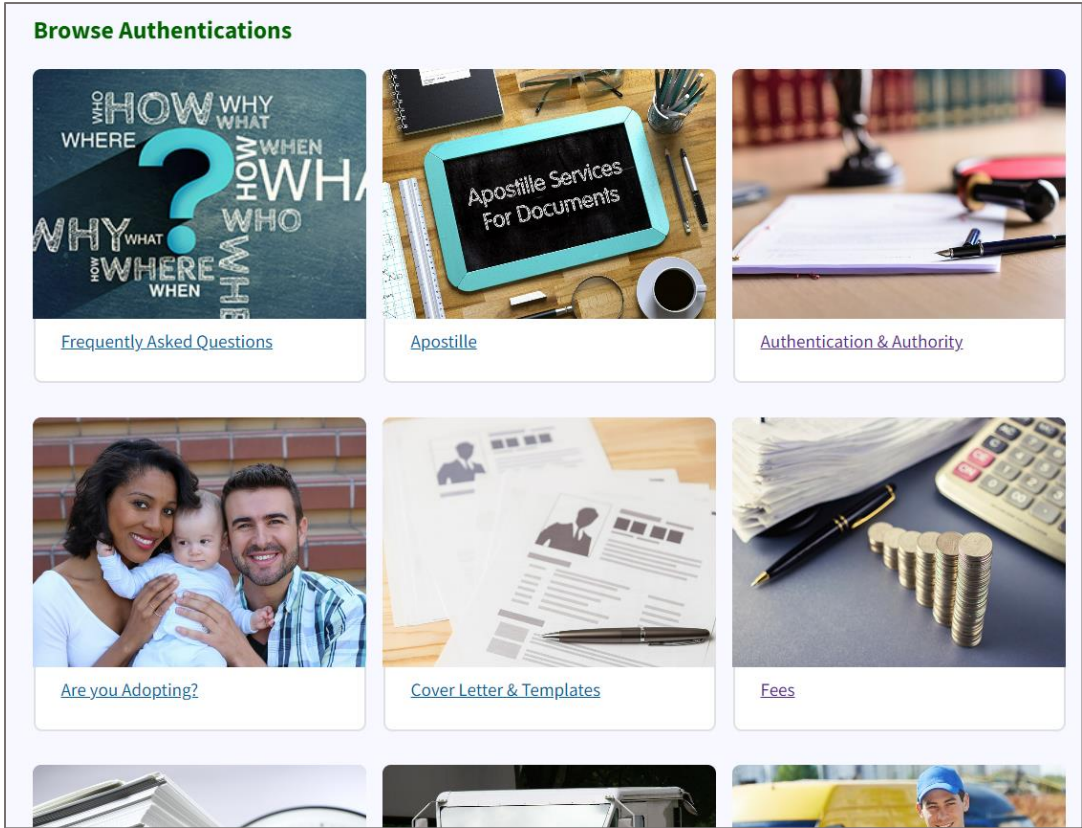 Browse Authentications
HOW WHY
WHO
WHAT
WHERE
WHEN
HOW
WHO
WHY
WHAT
HOW
WHERE
WHEN
Apostille Services
For Documents
Frequently Asked Questions
Apostille
Authentication & Authority
Are you Adopting?
Cover Letter & Templates
Fees